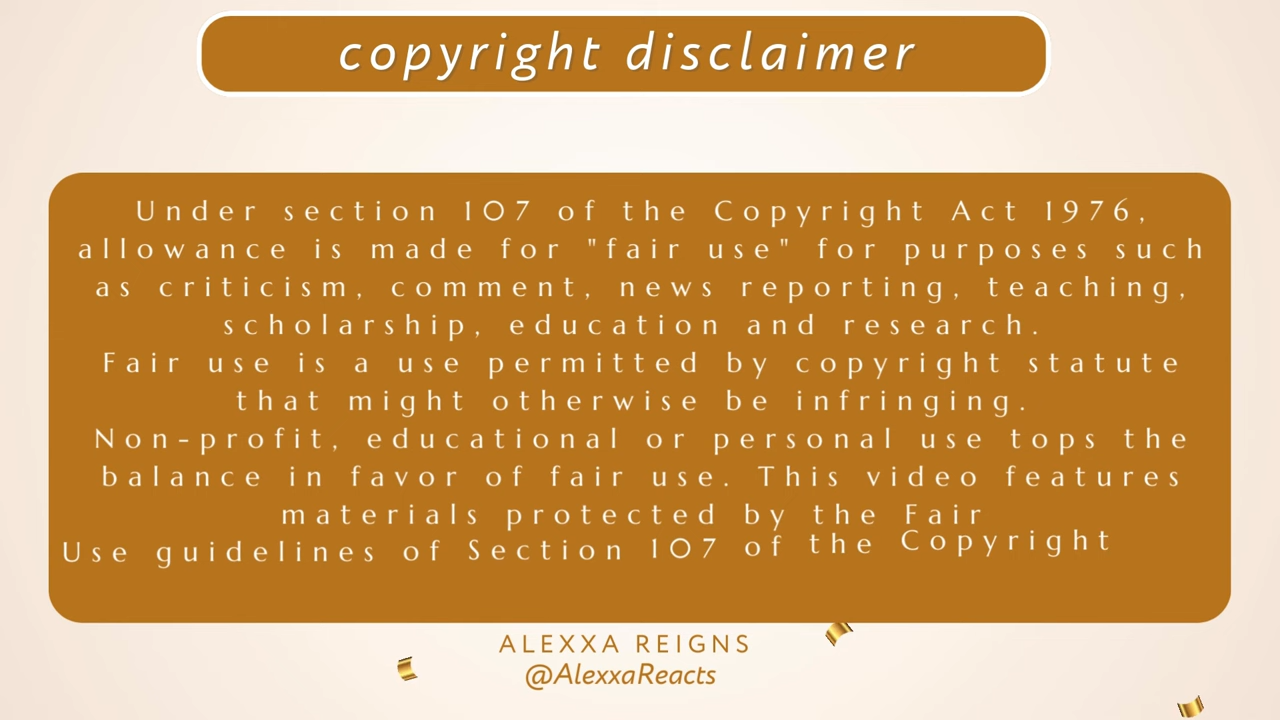 copyright disclaimer
Under section 107 of the Copyright Act 1976,
allowance is made for "fair use" for purposes such
as criticism, comment, news reporting, teaching,
scholarship, education and research.
Fair use is a use permitted by copyright statute
that might otherwise be infringing.
Non-profit, educational or personal use tops the
balance in favor of fair use. This video features
materials protected by the Fair
Use guidelines of Section 107 of the Copyright
ALEXXA REIGNS
@AlexxaReacts